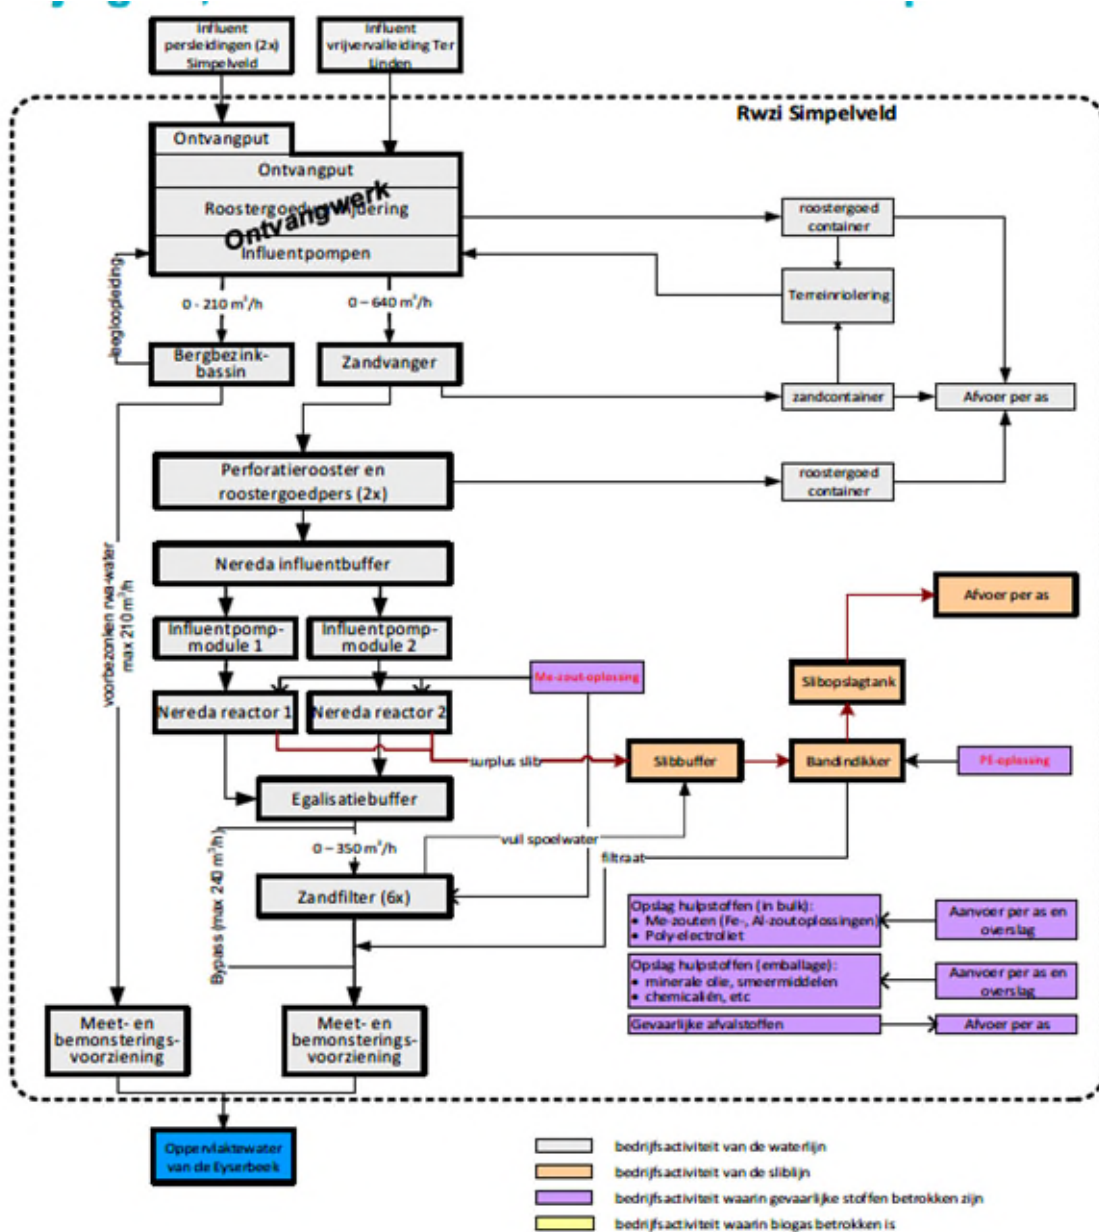 Influent
persleidingen (2x)
Simpelveld
Influent
vrijvervalleiding Ter
Linden
Rwzi Simpelveld
Ontvangput
Ontvangput
Ontvangwerk
Influentpompen
roostergoed
container
Terreinriolering
leegloopleiding
0 - 210 m³/h
0 – 640 m³/h
Bergbezink-
bassin
Zandvanger
zandcontainer
Afvoer per as
Perforatierooster en
roostergoedpers (2x)
roostergoed
container
Nereda influentbuffer
voorbezonken rwa-water
max 210 m³/h
Influentpomp-
module 1
Influentpomp-
module 2
Afvoer per as
Me-zout-oplossing
Slibopslagtank
Nereda reactor 1
Nereda reactor 2
surplus slib
Slibbuffer
Bandindikker
PE-oplossing
Egalisatiebuffer
Bypass (max 240 m³/h)
0 – 350 m³/h
vuil spoelwater
filtraat
Zandfilter (6x)
Opslag hulpstoffen (in bulk):
• Me-zouten (Fe-, Al-zoutoplossingen)
• Poly-electroliet
Aanvoer per as en
overslag
Opslag hulpstoffen (emballage):
• minerale olie, smeermiddelen
• chemicaliën, etc
Aanvoer per as en
overslag
Gevaarlijke afvalstoffen
Afvoer per as
Meet- en
bemonsterings-
voorziening
Meet- en
bemonsterings-
voorziening
Oppervlaktewater
van de Eyserbeek
bedrijfsactiviteit van de waterlijn
bedrijfsactiviteit van de sliblijn
bedrijfsactiviteit waarin gevaarlijke stoffen betrokken zijn
bedrijfsactiviteit waarin biogas betrokken is